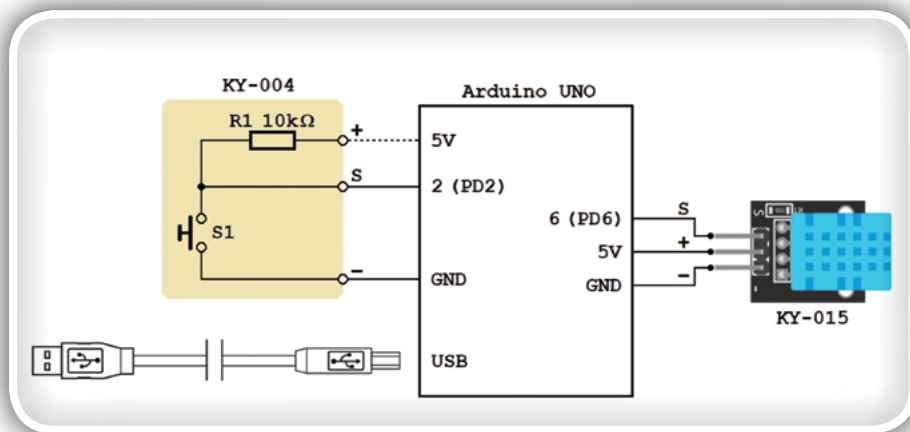 KY-004
Arduino UNO
R1 10kΩ
+
5V
S
2 (PD2)
S1
−
GND
USB
6 (PD6)
S
5V
+
GND
−
S
-
KY-015